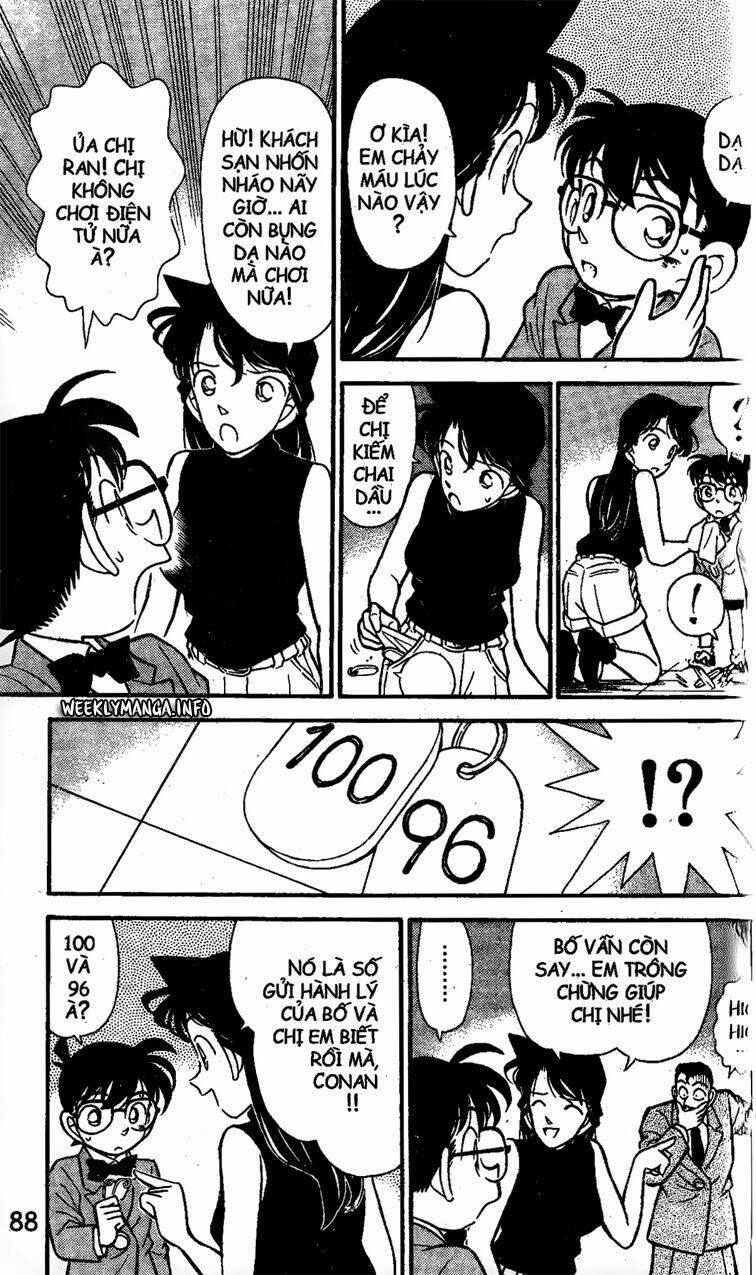 ỦA CHỊ
RAN! CHỊ
KHÔNG
CHƠI ĐIỆN
TỬ NỮA
À?
HỪ! KHÁCH
SẠN NHỐN
NHÁO NÃY
GIỜ... AI
CÒN BỤNG
DẠ NÀO
MÀ CHƠI
NỮA!
Ơ KÌA!
EM CHẢY
MÁU LÚC
NÀO VẬY
?
DẠ
DẠ
ĐỂ
CHỊ
KIẾM
CHAI
DẦU
...
!
WEEKLYMANGA.INFO
100
96
!?
100
VÀ
96
À?
NÓ LÀ SỐ
GỬI HÀNH LÝ
CỦA BỐ VÀ
CHỊ EM BIẾT
RỒI MÀ,
CONAN
!!
.........
BỐ VẪN CÒN
SAY... EM TRÔNG
CHỪNG GIÚP
CHỊ NHÉ!
88